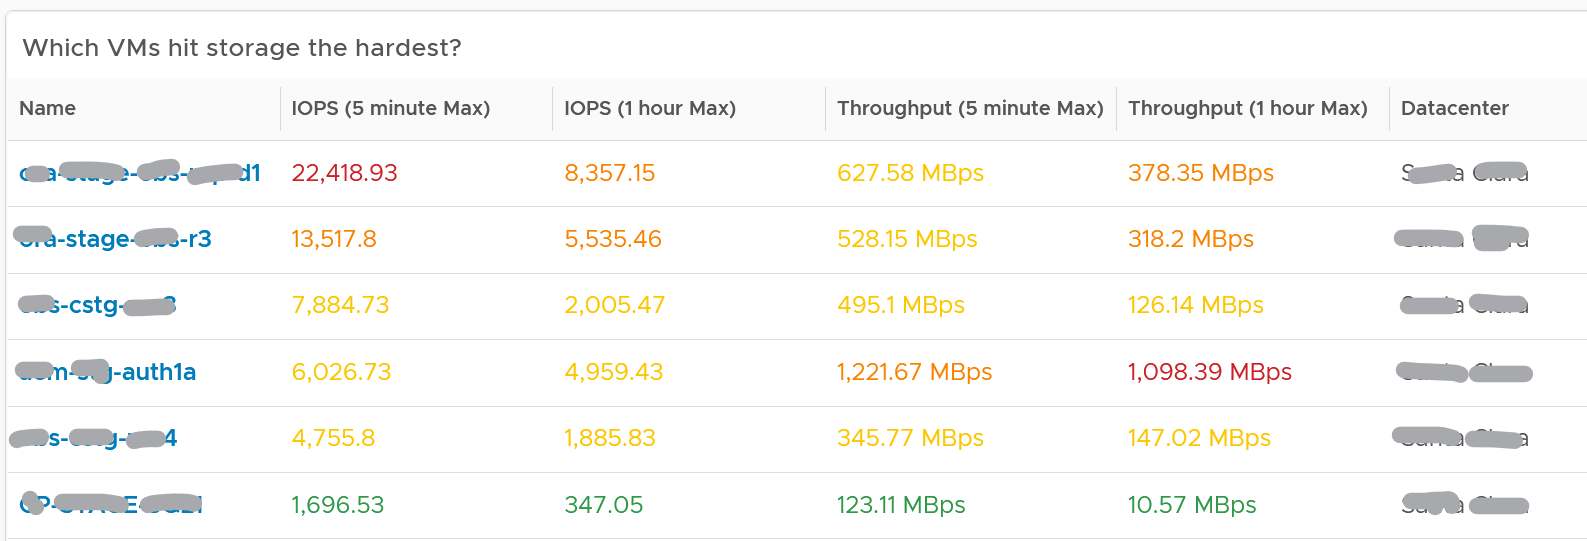 Which VMs hit storage the hardest?
Name IOPS (5 minute Max) IOPS (1 hour Max) Throughput (5 minute Max) Throughput (1 hour Max) Datacenter
22,418.93 8,357.15 627.58 MBps 378.35 MBps
-stage- -r3 13,517.8 5,535.46 528.15 MBps 318.2 MBps
-cstg- 7,884.73 2,005.47 495.1 MBps 126.14 MBps
-auth1a 6,026.73 4,959.43 1,221.67 MBps 1,098.39 MBps
4,755.8 1,885.83 345.77 MBps 147.02 MBps
1,696.53 347.05 123.11 MBps 10.57 MBps